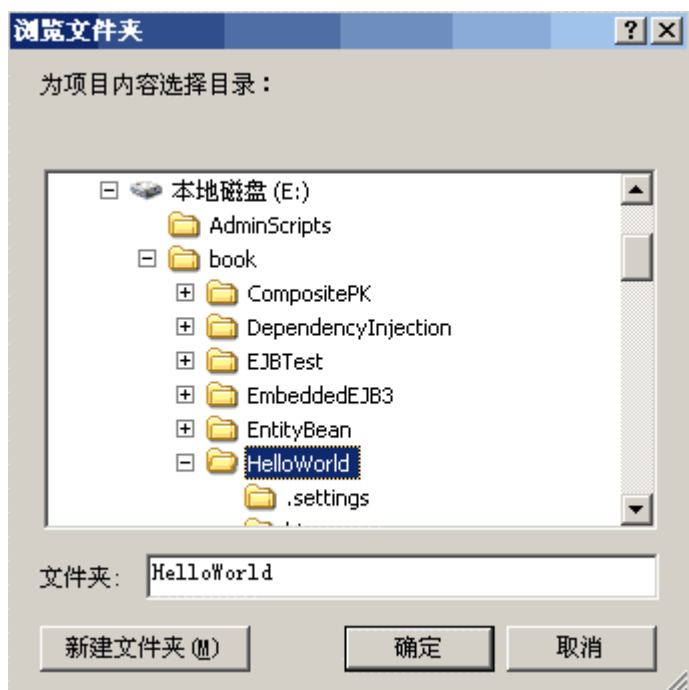 浏览文件夹
为项目内容选择目录：
本地磁盘 (E:)
AdminScripts
book
CompositePK
DependencyInjection
EJBTest
EmbeddedEJB3
EntityBean
HelloWorld
.settings
文件夹: HelloWorld
新建文件夹(M) 确定 取消